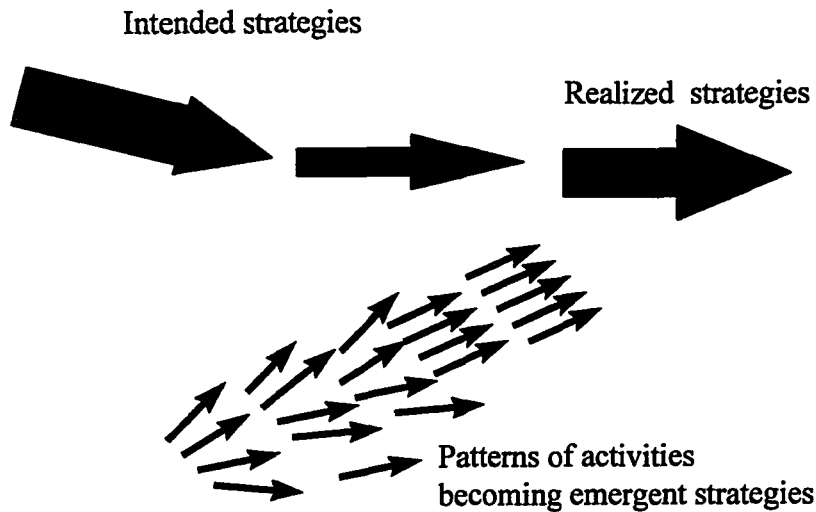 Intended strategies
Realized strategies
Patterns of activities
becoming emergent strategies